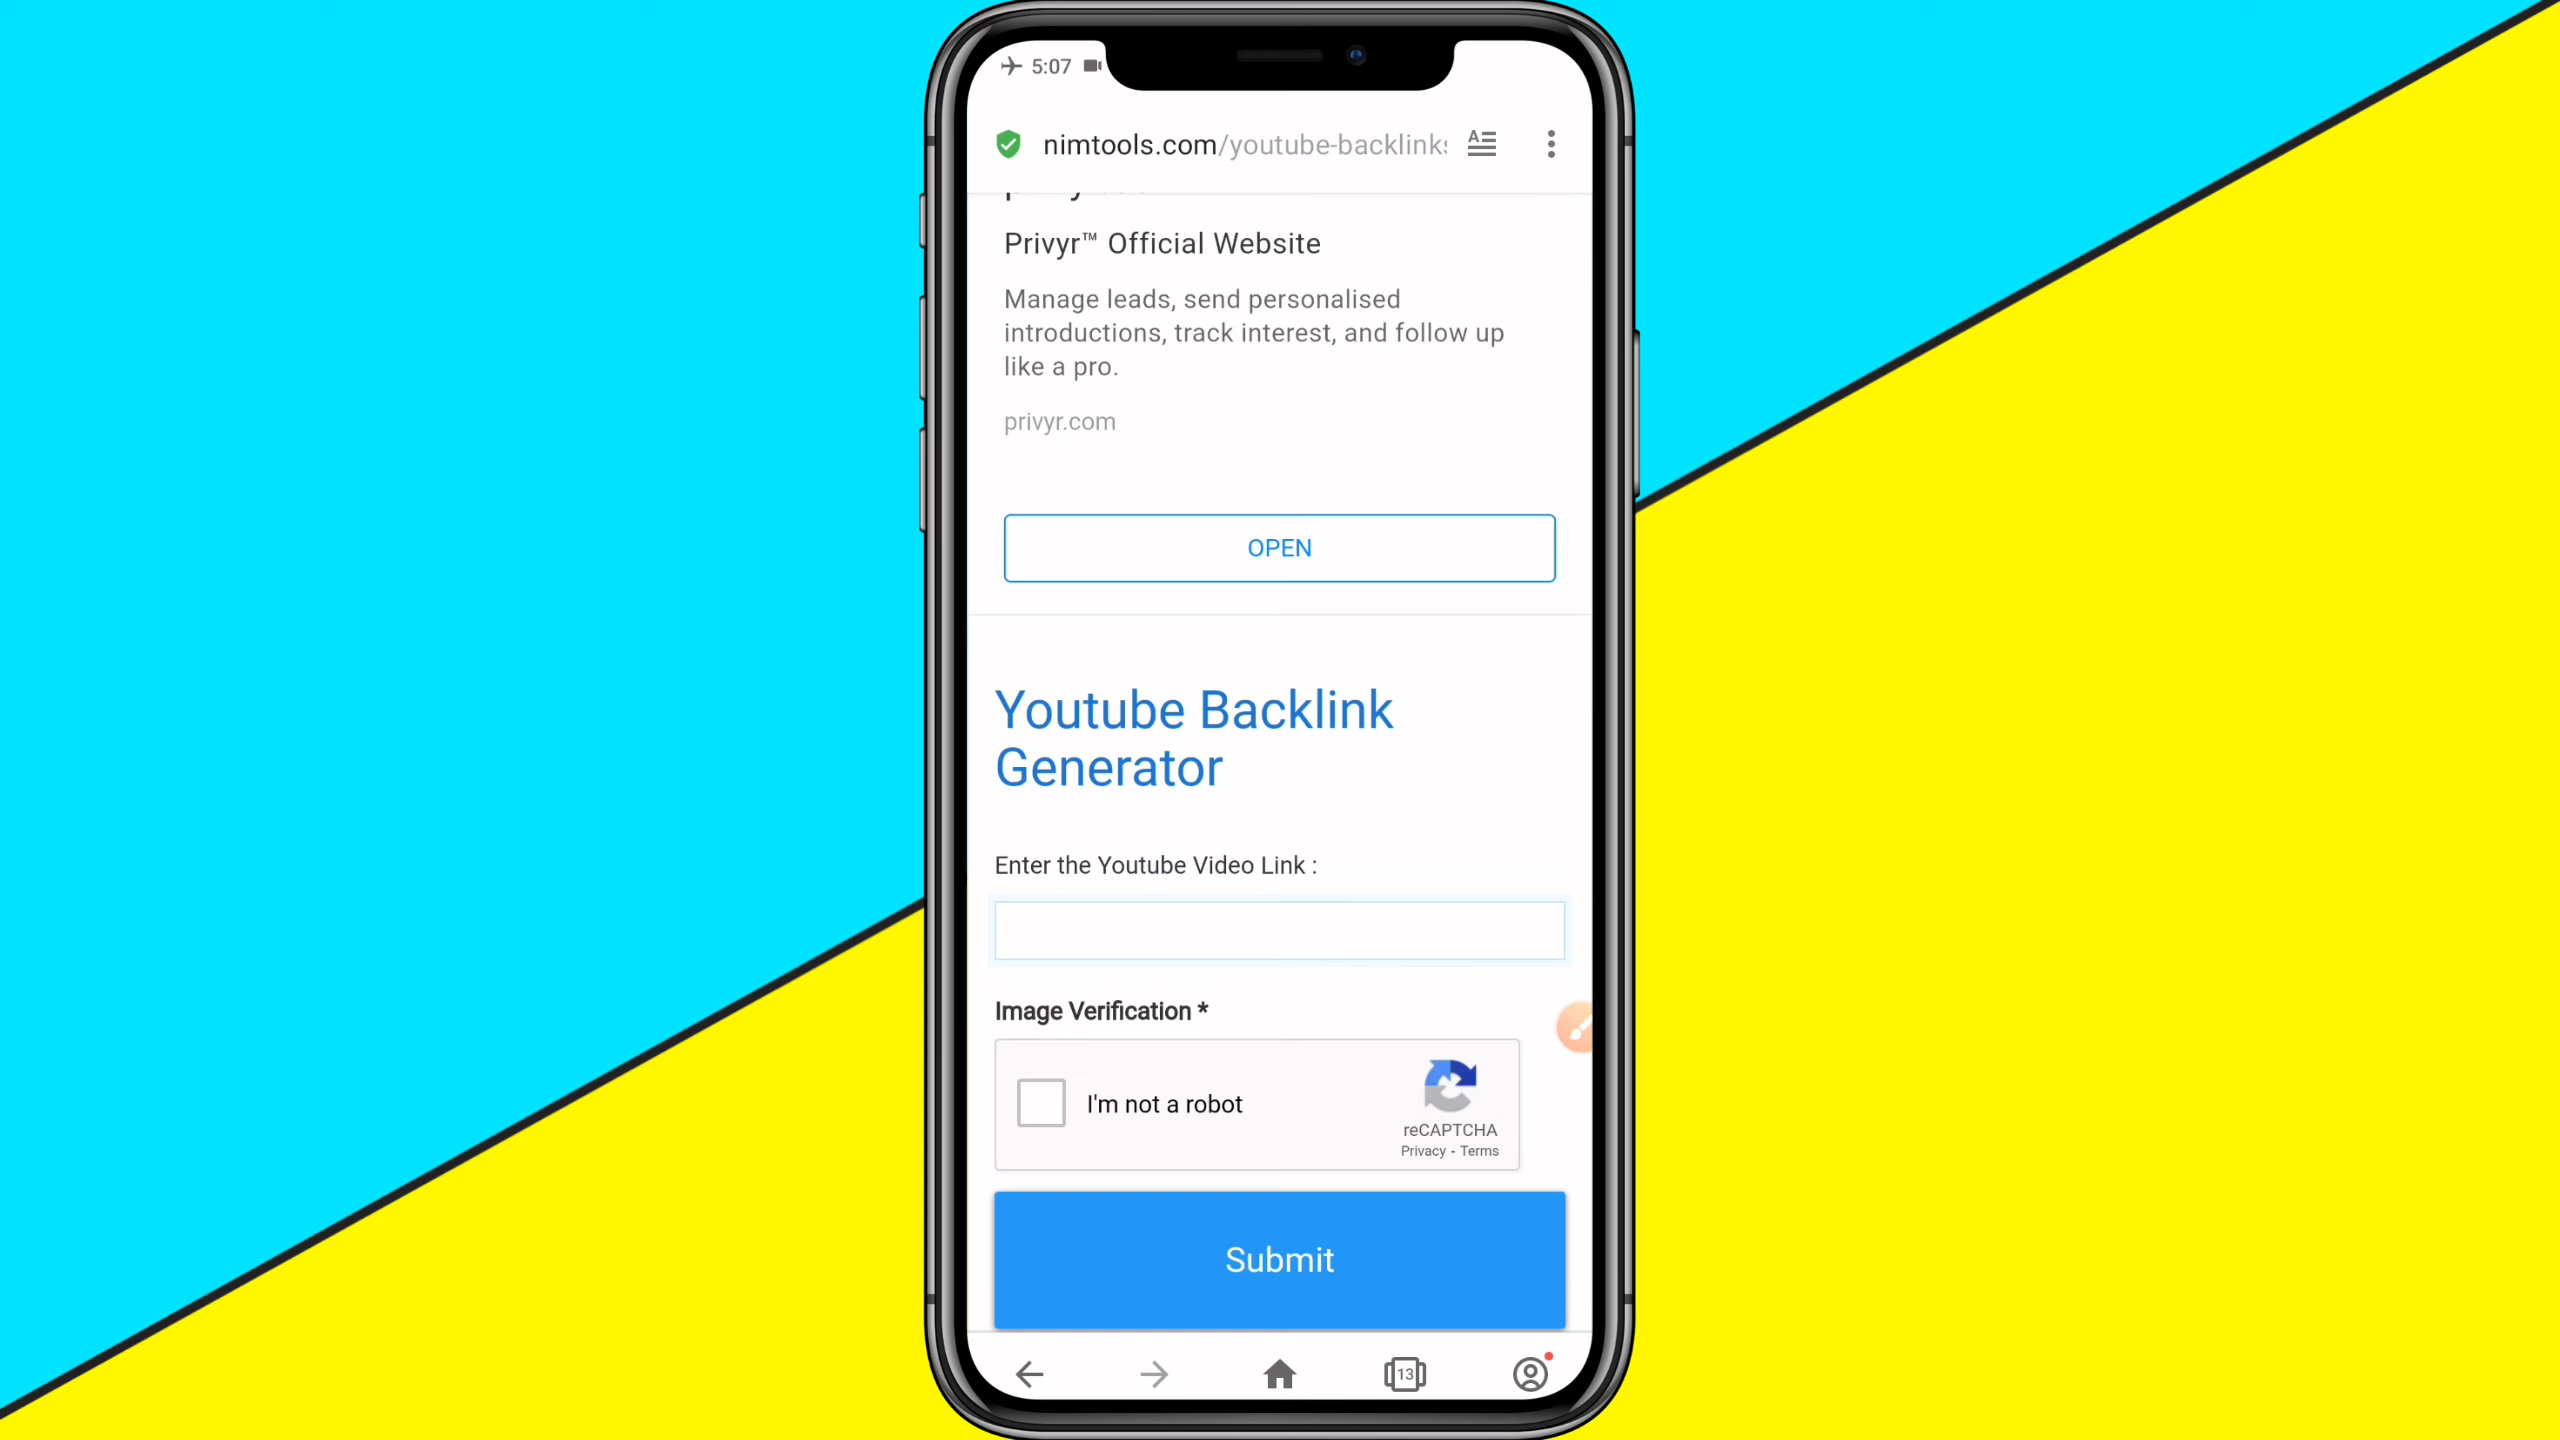 5:07
nimtools.com/youtube-backlinks
Privyr™ Official Website
Manage leads, send personalised
introductions, track interest, and follow up
like a pro.
privyr.com
OPEN
Youtube Backlink
Generator
Enter the Youtube Video Link :
Image Verification *
I'm not a robot
reCAPTCHA
Privacy - Terms
Submit
13